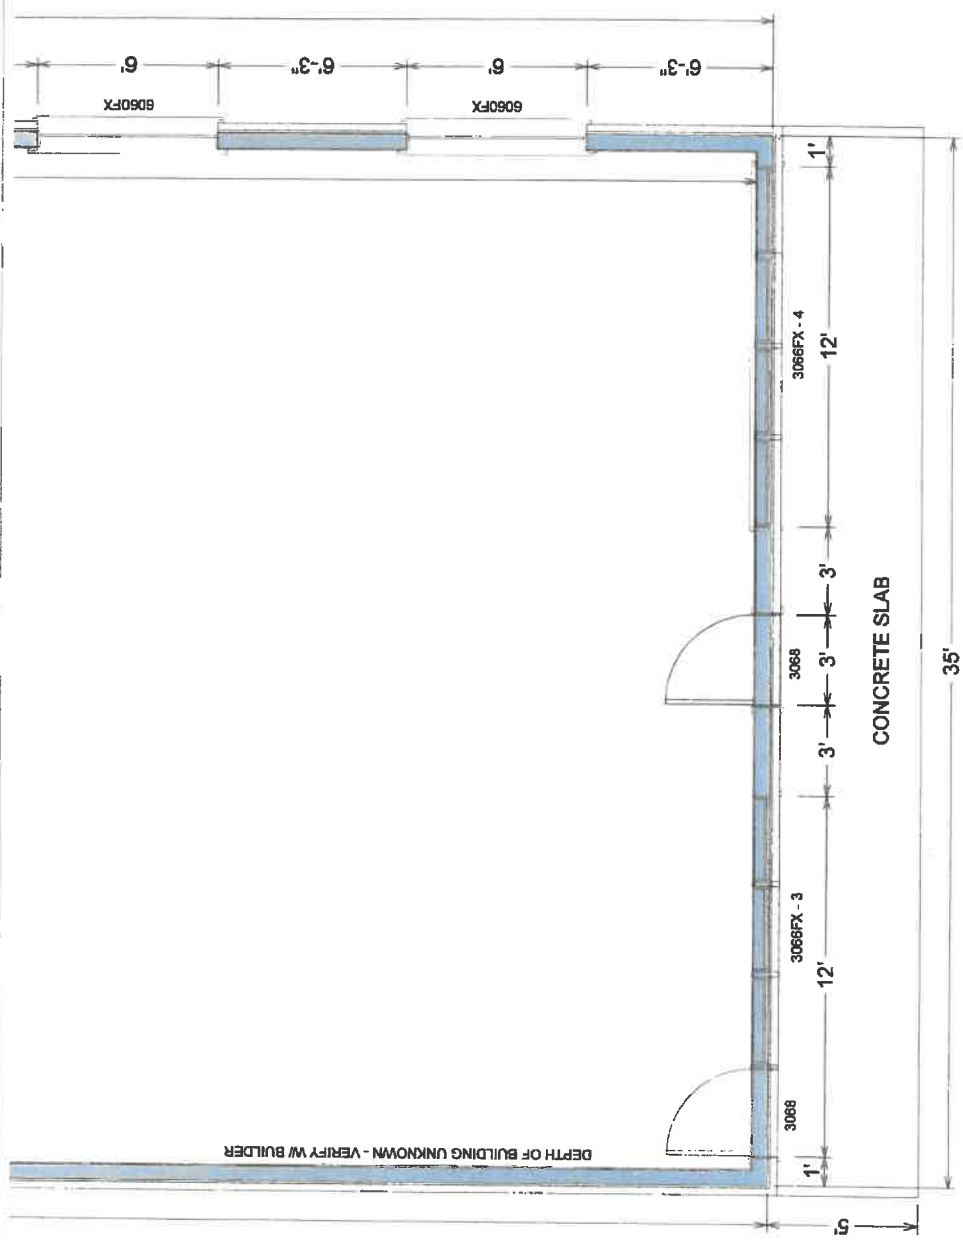 6'
6'-3"
6'
6'-3"
6060FX
6060FX
1'
12'
3066FX - 4
3'
3'
3068
3'
CONCRETE SLAB
35'
12'
3066FX - 3
3068
1'
5'
DEPTH OF BUILDING UNKNOWN - VERIFY W/ BUILDER